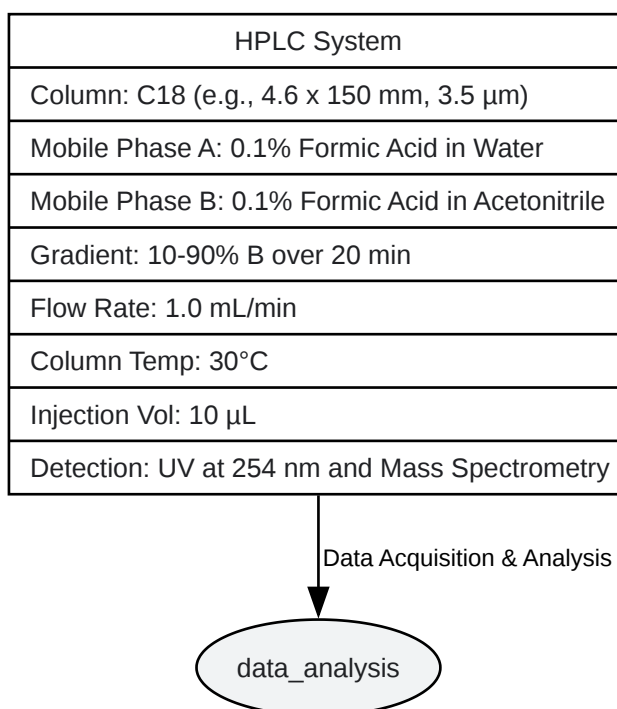 HPLC System
Column: C18 (e.g., 4.6 x 150 mm, 3.5 µm)
Mobile Phase A: 0.1% Formic Acid in Water
Mobile Phase B: 0.1% Formic Acid in Acetonitrile
Gradient: 10-90% B over 20 min
Flow Rate: 1.0 mL/min
Column Temp: 30°C
Injection Vol: 10 µL
Detection: UV at 254 nm and Mass Spectrometry
Data Acquisition & Analysis
data_analysis